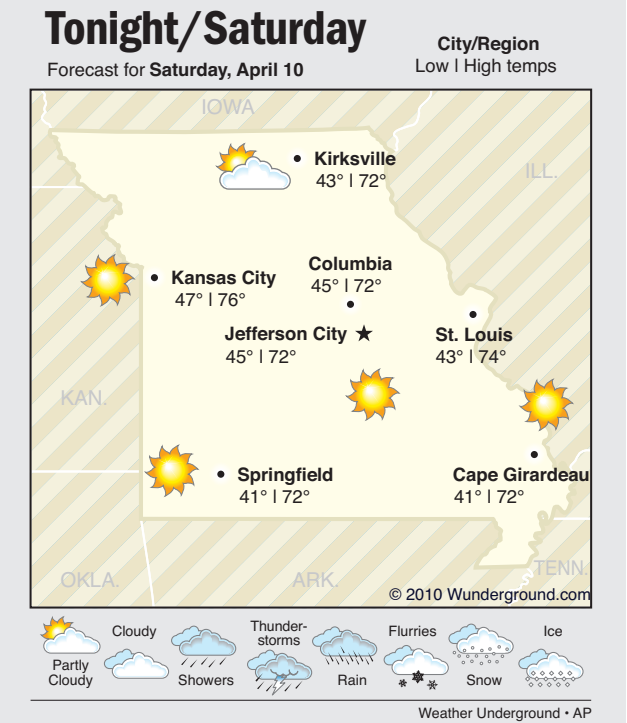 Tonight/Saturday
Forecast for Saturday, April 10
City/Region
Low | High temps
IOWA
ILL.
Kirksville
43° | 72°
Kansas City
47° | 76°
Columbia
45° | 72°
Jefferson City
45° | 72°
St. Louis
43° | 74°
KAN.
Springfield
41° | 72°
Cape Girardeau
41° | 72°
OKLA.
ARK.
TENN.
© 2010 Wunderground.com
Partly
Cloudy
Cloudy
Showers
Thunder-
storms
Rain
Flurries
Snow
Ice
Weather Underground • AP